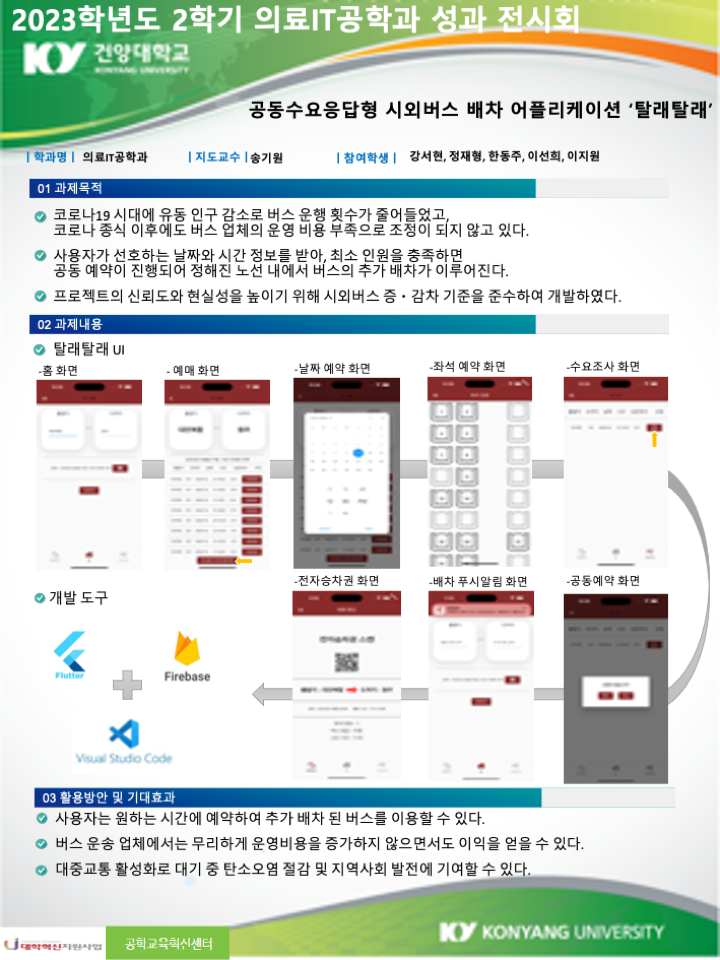 2023학년도 2학기 의료IT공학과 성과 전시회
KY 건양대학교
KONYANG UNIVERSITY
공동수요응답형 시외버스 배차 어플리케이션 ‘탈래탈래’
| 학과명 | 의료IT공학과 | 지도교수 | 송기원 | 참여학생 | 강서현, 정재형, 한동주, 이선희, 이지원
01 과제목적
코로나19 시대에 유동 인구 감소로 버스 운행 횟수가 줄어들었고,
코로나 종식 이후에도 버스 업체의 운영 비용 부족으로 조정이 되지 않고 있다.
사용자가 선호하는 날짜와 시간 정보를 받아, 최소 인원을 충족하면
공동 예약이 진행되어 정해진 노선 내에서 버스의 추가 배차가 이루어진다.
프로젝트의 신뢰도와 현실성을 높이기 위해 시외버스 증・감차 기준을 준수하여 개발하였다.
02 과제내용
탈래탈래 UI
-홈 화면
- 예매 화면
-날짜 예약 화면
-좌석 예약 화면
-수요조사 화면
-전자승차권 화면
-배차 푸시알림 화면
-공동예약 화면
전자승차권 스캔
개발 도구
Flutter
Firebase
Visual Studio Code
03 활용방안 및 기대효과
사용자는 원하는 시간에 예약하여 추가 배차 된 버스를 이용할 수 있다.
버스 운송 업체에서는 무리하게 운영비용을 증가하지 않으면서도 이익을 얻을 수 있다.
대중교통 활성화로 대기 중 탄소오염 절감 및 지역사회 발전에 기여할 수 있다.
대학혁신지원사업
공학교육혁신센터
KY KONYANG UNIVERSITY